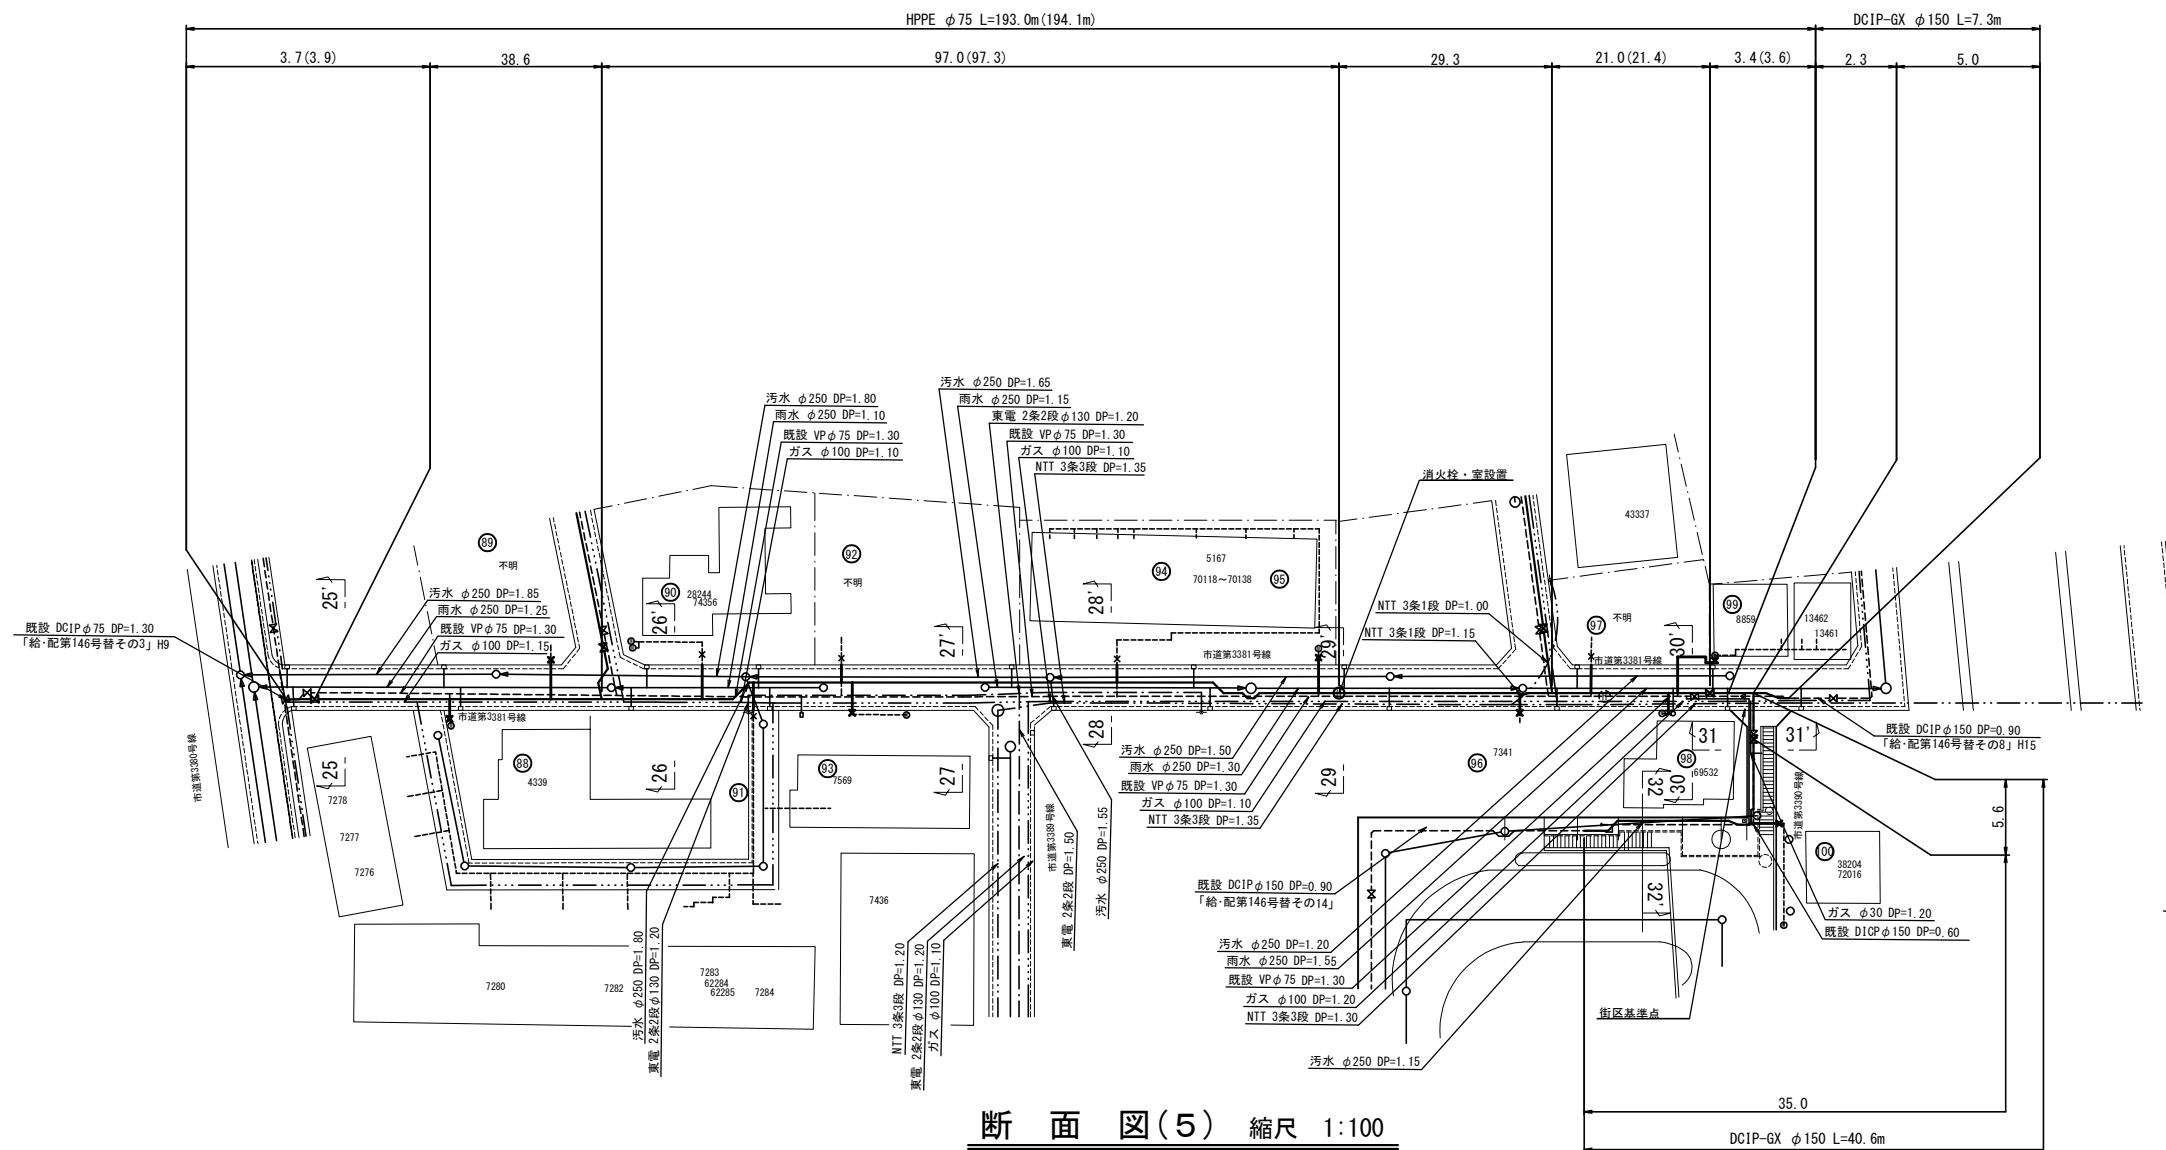 HPPE φ75 L=193.0m(194.1m)
DCIP-GX φ150 L=7.3m
3.7(3.9)
38.6
97.0(97.3)
29.3
21.0(21.4)
3.4(3.6)
2.3
5.0
汚水 φ250 DP=1.80
雨水 φ250 DP=1.10
既設 VPφ75 DP=1.30
ガス φ100 DP=1.10
汚水 φ250 DP=1.65
雨水 φ250 DP=1.15
東電 2条2段φ130 DP=1.20
既設 VPφ75 DP=1.30
ガス φ100 DP=1.10
NTT 3条3段 DP=1.35
消火栓・室設置
43337
89
不明
92
不明
94
5167
70118~70138
95
90
28244
74356
25'
26'
27'
28'
29'
30'
汚水 φ250 DP=1.85
雨水 φ250 DP=1.25
既設 VPφ75 DP=1.30
ガス φ100 DP=1.15
既設 DCIPφ75 DP=1.30
「給・配第146号替その3」H9
NTT 3条1段 DP=1.00
NTT 3条1段 DP=1.15
97
不明
99
8859
13462
13461
市道第3381号線
市道第3381号線
市道第3381号線
市道第3380号線
25
7278
7277
7276
88
4339
26
91
93
7569
27
28
29
96
7341
98
69532
30
31
31'
32
32'
既設 DCIPφ150 DP=0.90
「給・配第146号替その8」H15
汚水 φ250 DP=1.50
雨水 φ250 DP=1.30
既設 VPφ75 DP=1.30
ガス φ100 DP=1.10
NTT 3条3段 DP=1.35
市道第3389号線
市道第3390号線
5.6
100
38204
72016
7436
既設 DCIPφ150 DP=0.90
「給・配第146号替その14」
ガス φ30 DP=1.20
既設 DICPφ150 DP=0.60
汚水 φ250 DP=1.20
雨水 φ250 DP=1.55
既設 VPφ75 DP=1.30
ガス φ100 DP=1.20
NTT 3条3段 DP=1.30
街区基準点
汚水 φ250 DP=1.15
7280
7282
7283
62284
62285
7284
汚水 φ250 DP=1.80
東電 2条2段φ130 DP=1.20
NTT 3条3段 DP=1.20
東電 2条2段φ130 DP=1.20
ガス φ100 DP=1.10
東電 2条2段 DP=1.50
汚水 φ250 DP=1.55
35.0
DCIP-GX φ150 L=40.6m
断 面 図(5) 縮尺 1:100